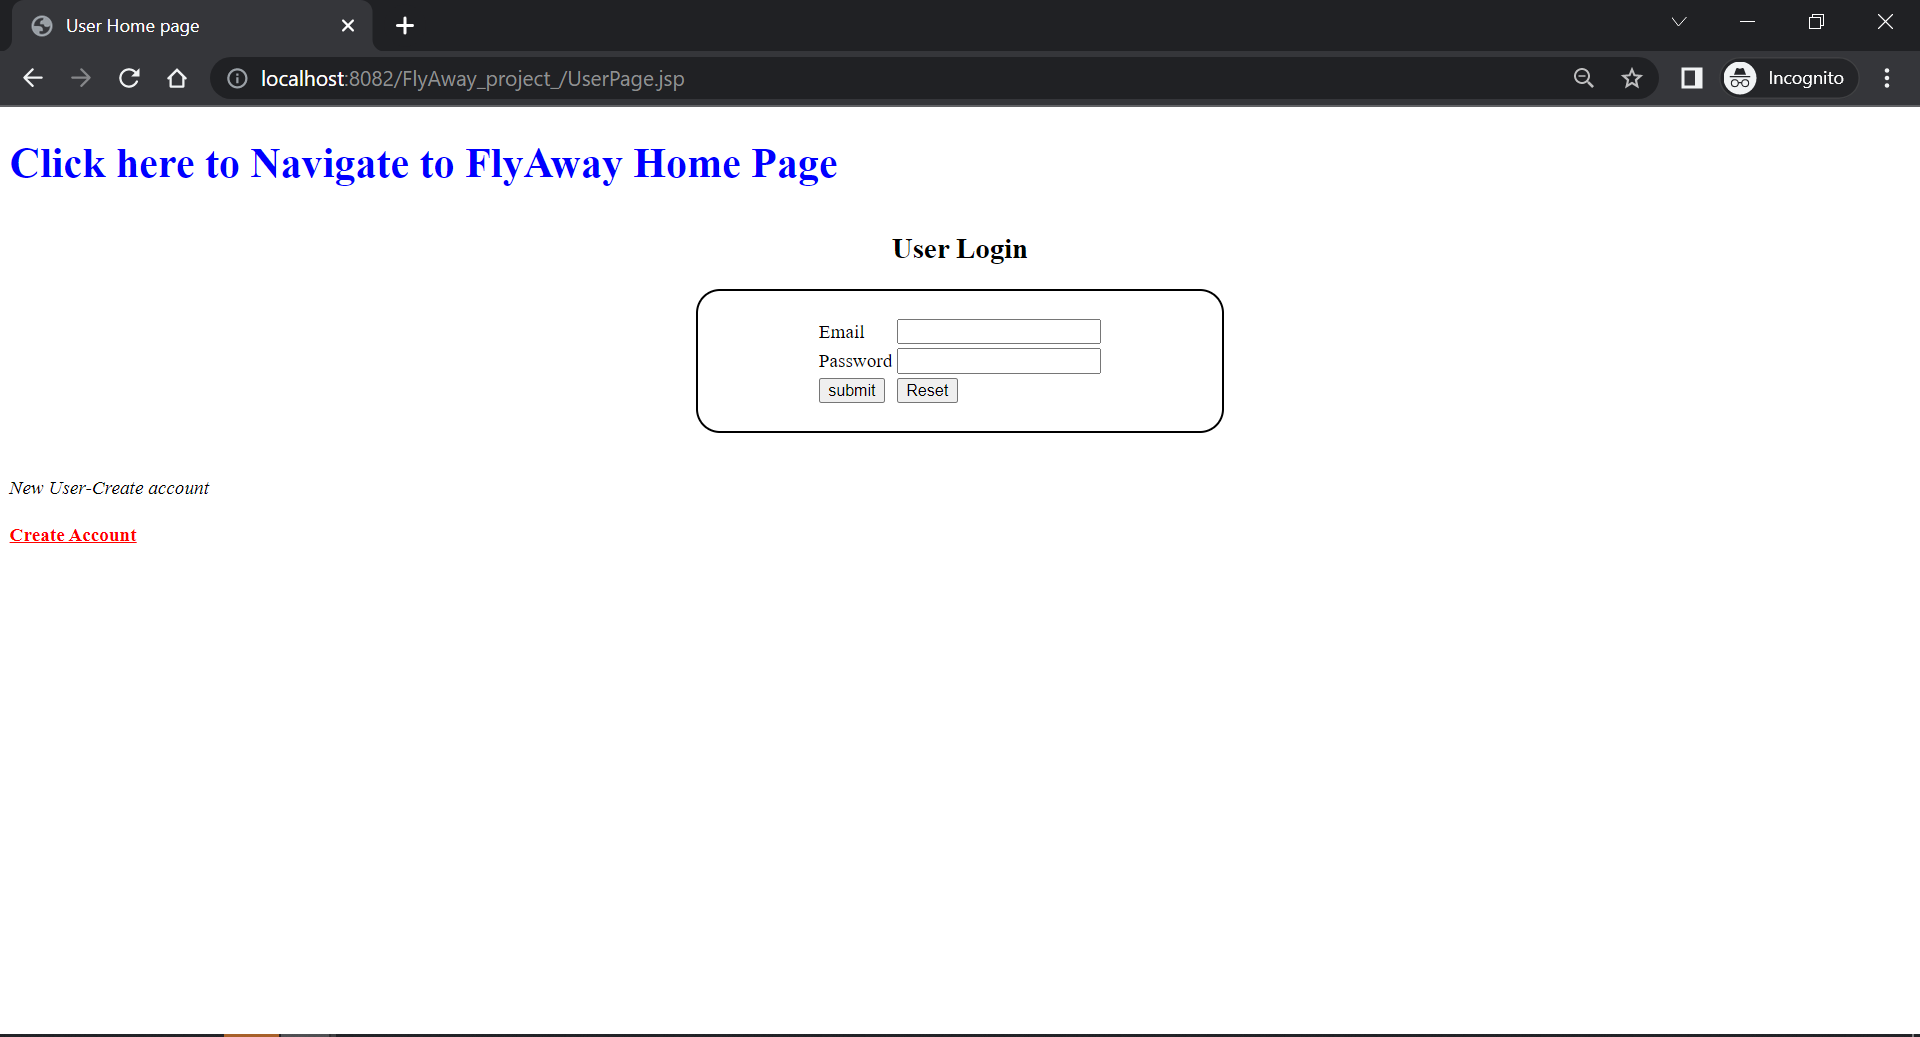 User Home page
localhost:8082/FlyAway_project_/UserPage.jsp
Incognito
Click here to Navigate to FlyAway Home Page
User Login
Email
Password
submit Reset
New User-Create account
Create Account